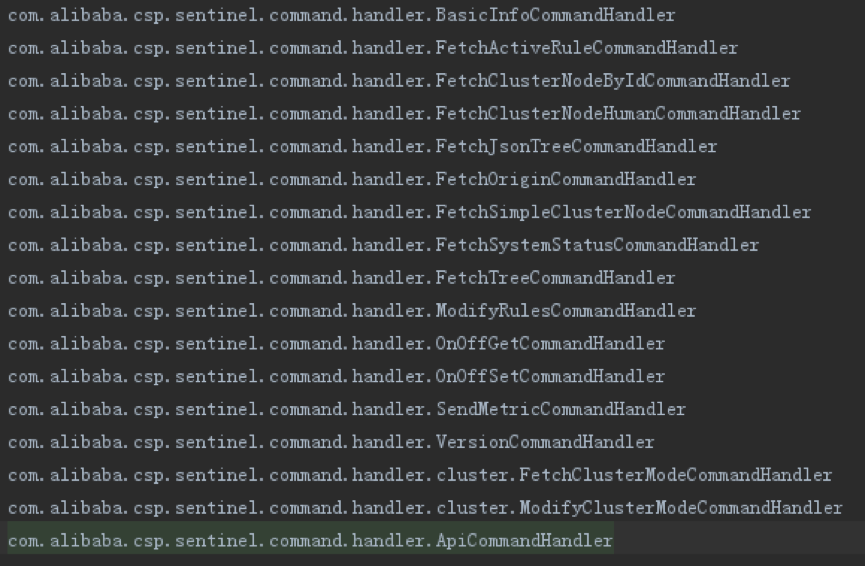 com.alibaba.csp.sentinel.command.handler.BasicInfoCommandHandler
com.alibaba.csp.sentinel.command.handler.FetchActiveRuleCommandHandler
com.alibaba.csp.sentinel.command.handler.FetchClusterNodeByIdCommandHandler
com.alibaba.csp.sentinel.command.handler.FetchClusterNodeHumanCommandHandler
com.alibaba.csp.sentinel.command.handler.FetchJsonTreeCommandHandler
com.alibaba.csp.sentinel.command.handler.FetchOriginCommandHandler
com.alibaba.csp.sentinel.command.handler.FetchSimpleClusterNodeCommandHandler
com.alibaba.csp.sentinel.command.handler.FetchSystemStatusCommandHandler
com.alibaba.csp.sentinel.command.handler.FetchTreeCommandHandler
com.alibaba.csp.sentinel.command.handler.ModifyRulesCommandHandler
com.alibaba.csp.sentinel.command.handler.OnOffGetCommandHandler
com.alibaba.csp.sentinel.command.handler.OnOffSetCommandHandler
com.alibaba.csp.sentinel.command.handler.SendMetricCommandHandler
com.alibaba.csp.sentinel.command.handler.VersionCommandHandler
com.alibaba.csp.sentinel.command.handler.cluster.FetchClusterModeCommandHandler
com.alibaba.csp.sentinel.command.handler.cluster.ModifyClusterModeCommandHandler
com.alibaba.csp.sentinel.command.handler.ApiCommandHandler